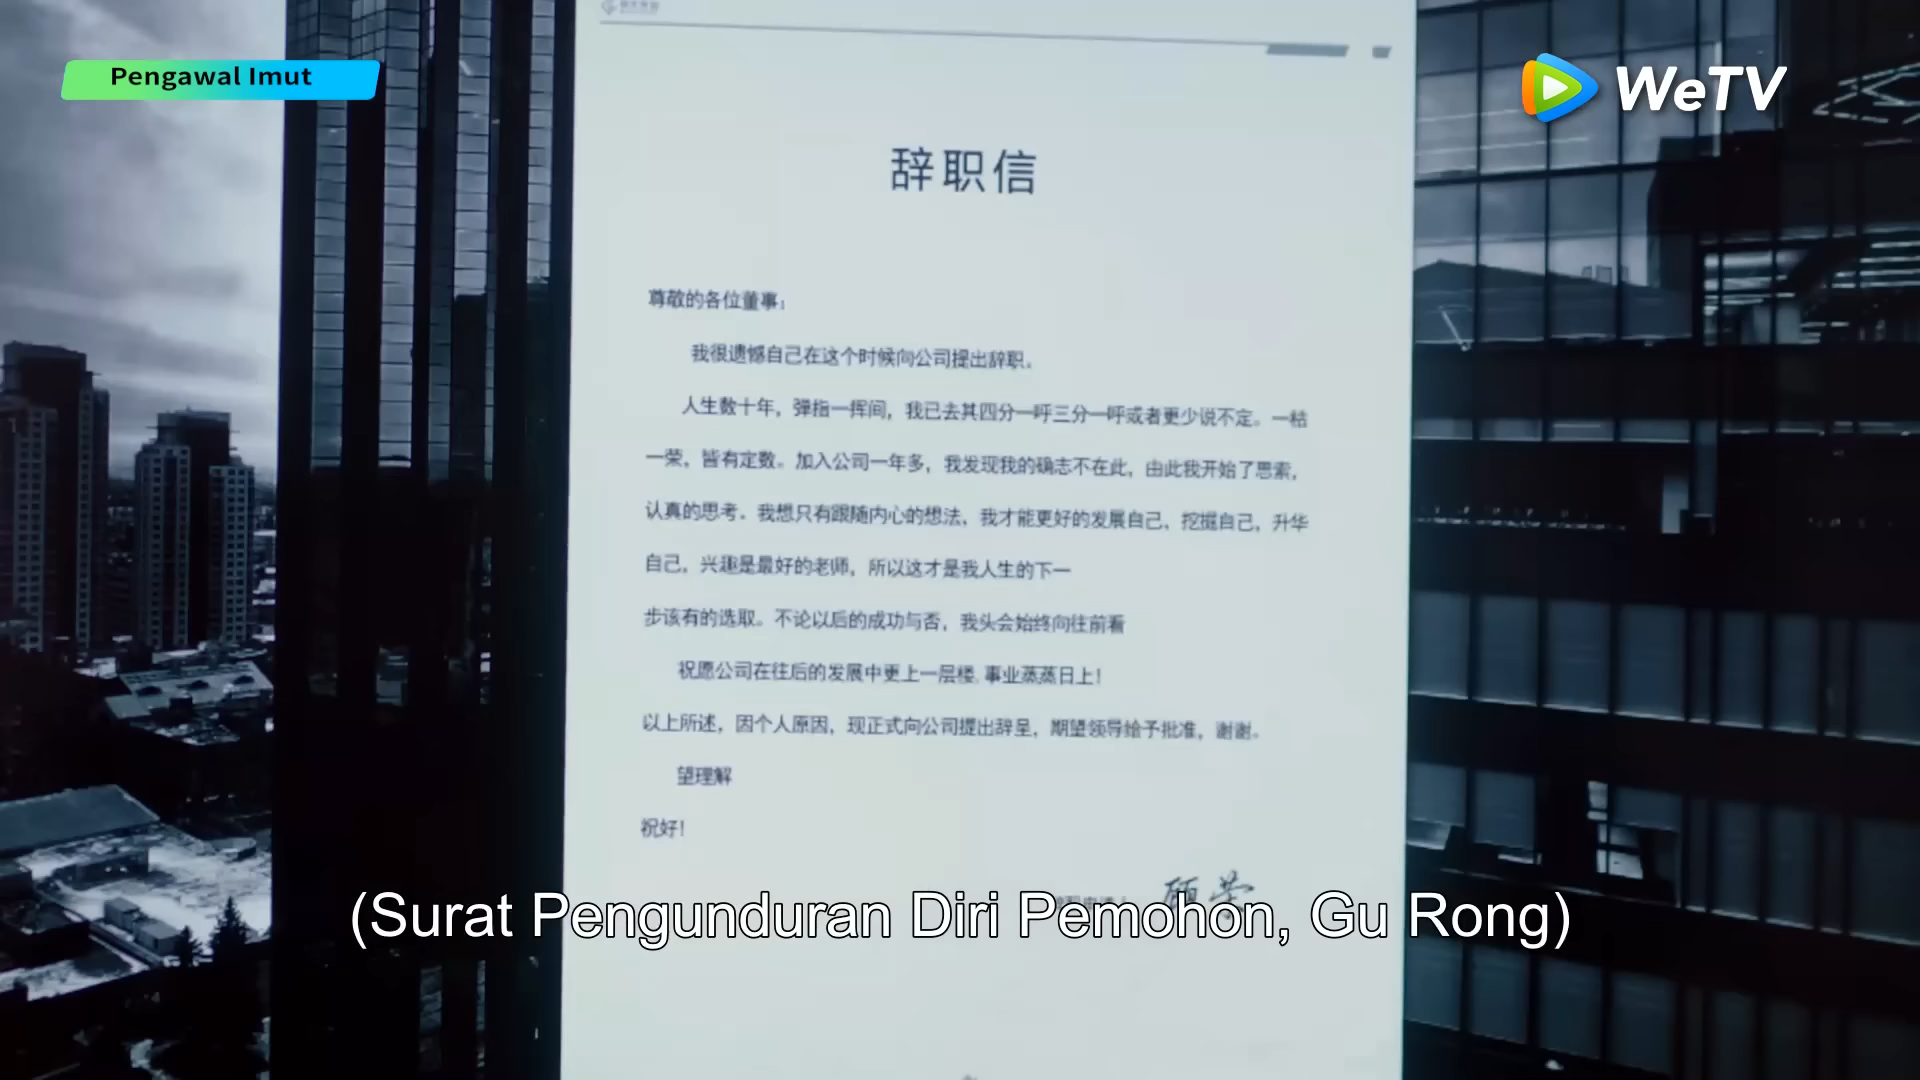 Pengawal Imut
WeTV
辞职信
尊敬的各位董事：
我很遗憾自己在这个时候向公司提出辞职。
人生数十年，弹指一挥间，我已去其四分一呼三分一呼或者更少说不定。一枯
一荣，皆有定数。加入公司一年多，我发现我的确志不在此，由此我开始了思索，
认真的思考。我想只有跟随内心的想法，我才能更好的发展自己，挖掘自己，升华
自己，兴趣是最好的老师，所以这才是我人生的下一
步该有的选取。不论以后的成功与否，我头会始终向往前看
祝愿公司在往后的发展中更上一层楼，事业蒸蒸日上！
以上所述，因个人原因，现正式向公司提出辞呈，期望领导给予批准，谢谢。
望理解
祝好！
顾荣
(Surat Pengunduran Diri Pemohon, Gu Rong)